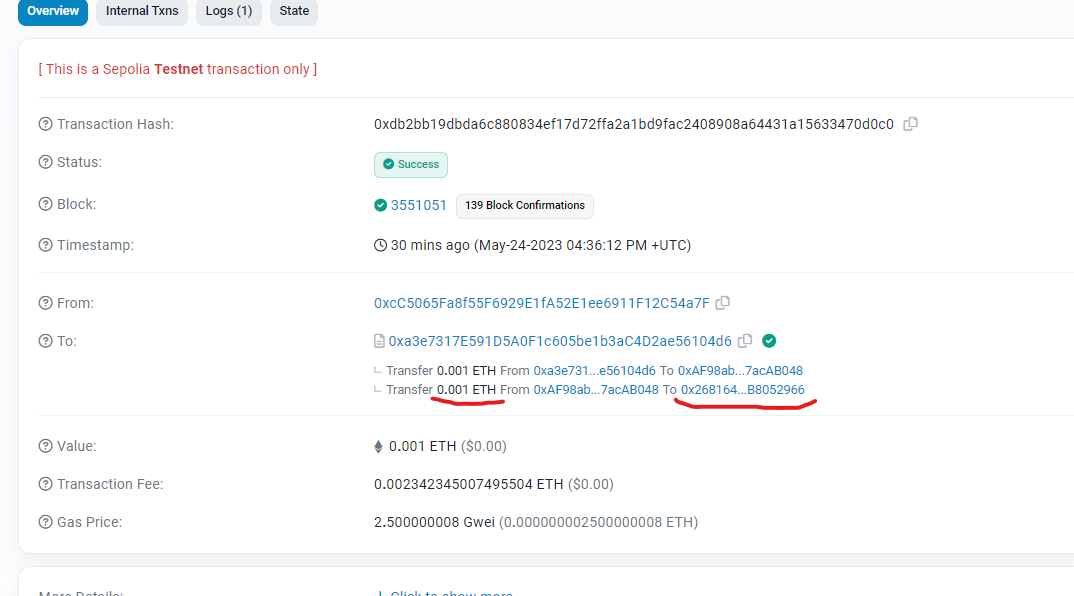 Overview Internal Txns Logs (1) State
[ This is a Sepolia Testnet transaction only ]
Transaction Hash: 0xdb2bb19dbda6c880834ef17d72ffa2a1bd9fac2408908a64431a15633470d0c0
Status: Success
Block: 3551051 139 Block Confirmations
Timestamp: 30 mins ago (May-24-2023 04:36:12 PM +UTC)
From: 0xcC5065Fa8f55F6929E1fA52E1ee6911F12C54a7F
To: 0xa3e7317E591D5A0F1c605be1b3aC4D2ae56104d6
Transfer 0.001 ETH From 0xa3e731...e56104d6 To 0xAF98ab...7acAB048
Transfer 0.001 ETH From 0xAF98ab...7acAB048 To 0x268164...B8052966
Value: 0.001 ETH ($0.00)
Transaction Fee: 0.002342345007495504 ETH ($0.00)
Gas Price: 2.500000008 Gwei (0.000000002500000008 ETH)
More Details: Click to show more